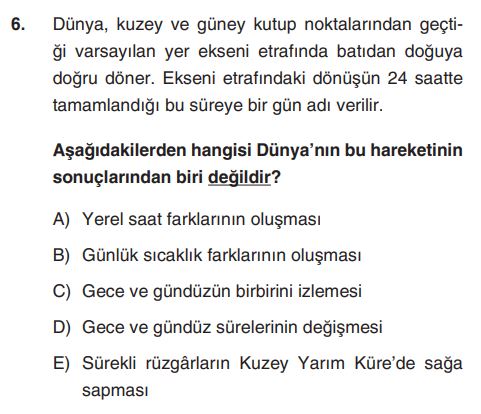 6. Dünya, kuzey ve güney kutup noktalarından geçti-
ği varsayılan yer ekseni etrafında batıdan doğuya
doğru döner. Ekseni etrafındaki dönüşün 24 saatte
tamamlandığı bu süreye bir gün adı verilir.
Aşağıdakilerden hangisi Dünya'nın bu hareketinin
sonuçlarından biri değildir?
A) Yerel saat farklarının oluşması
B) Günlük sıcaklık farklarının oluşması
C) Gece ve gündüzün birbirini izlemesi
D) Gece ve gündüz sürelerinin değişmesi
E) Sürekli rüzgârların Kuzey Yarım Küre'de sağa
sapması